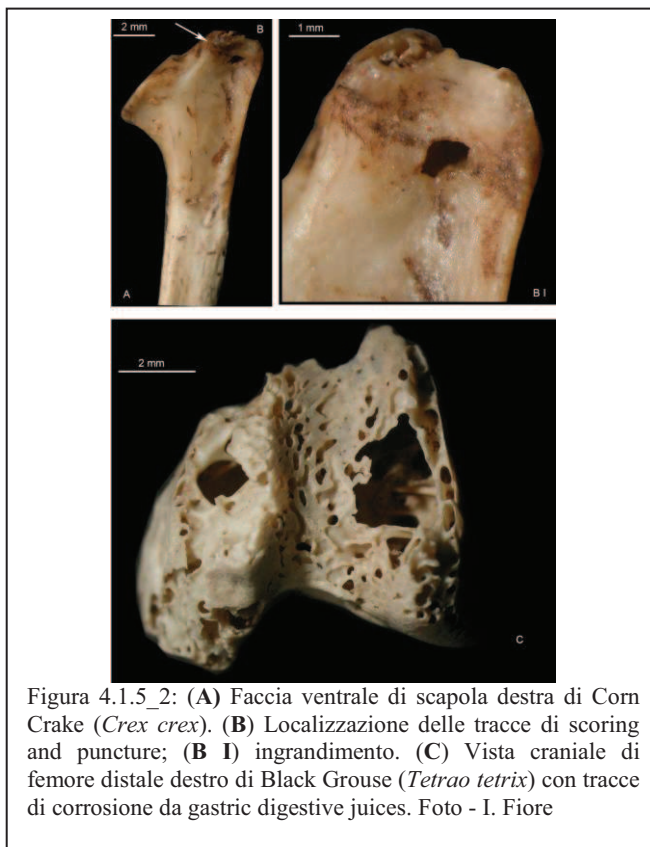 2 mm
B
1 mm
A
B I
2 mm
C
Figura 4.1.5_2: (A) Faccia ventrale di scapola destra di Corn
Crake (Crex crex). (B) Localizzazione delle tracce di scoring
and puncture; (B I) ingrandimento. (C) Vista craniale di
femore distale destro di Black Grouse (Tetrao tetrix) con tracce
di corrosione da gastric digestive juices. Foto - I. Fiore